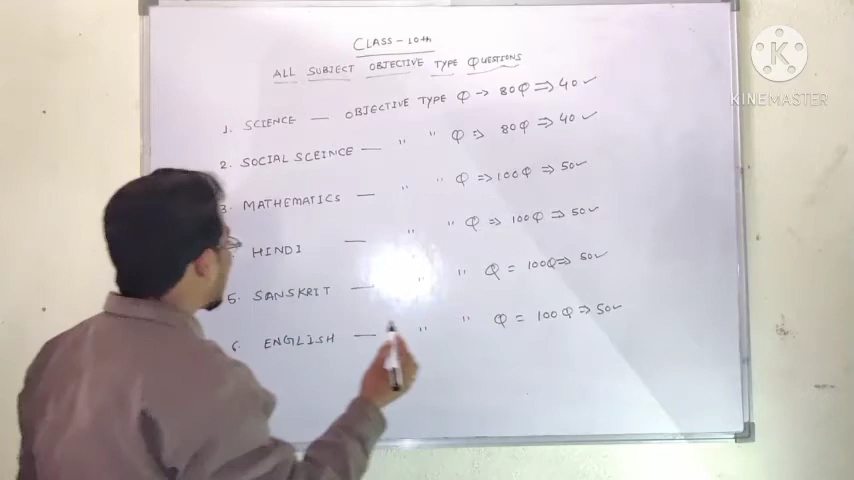 CLASS-10th
ALL SUBJECT OBJECTIVE TYPE QUESTIONS
1. SCIENCE — OBJECTIVE TYPE Q → 80Q ⇒ 40 ✓
2. SOCIAL SCEINCE — " " Q ⇒ 80Q ⇒ 40 ✓
3. MATHEMATICS — " " Q ⇒ 100Q ⇒ 50 ✓
HINDI — " " Q ⇒ 100Q ⇒ 50 ✓
5. SANSKRIT — " " Q = 100Q ⇒ 50 ✓
6. ENGLISH — " " Q = 100Q ⇒ 50 ✓
K
KINEMASTER